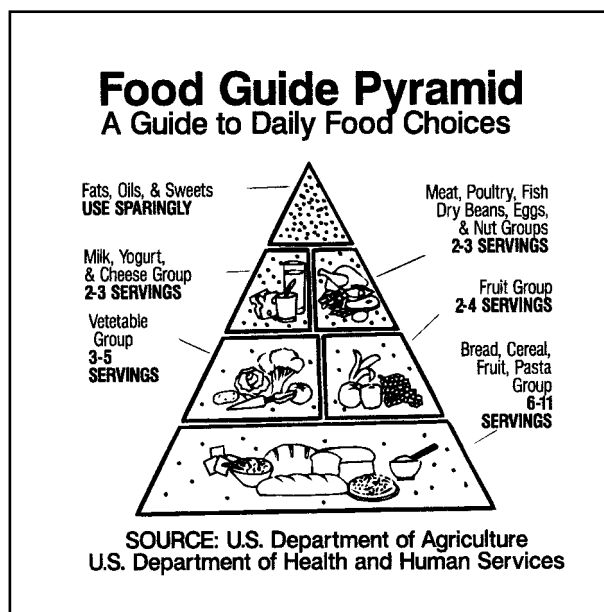 Food Guide Pyramid
A Guide to Daily Food Choices
Fats, Oils, & Sweets
USE SPARINGLY
Meat, Poultry, Fish
Dry Beans, Eggs,
& Nut Groups
2-3 SERVINGS
Milk, Yogurt,
& Cheese Group
2-3 SERVINGS
Fruit Group
2-4 SERVINGS
Vetetable
Group
3-5
SERVINGS
Bread, Cereal,
Fruit, Pasta
Group
6-11
SERVINGS
SOURCE: U.S. Department of Agriculture
U.S. Department of Health and Human Services